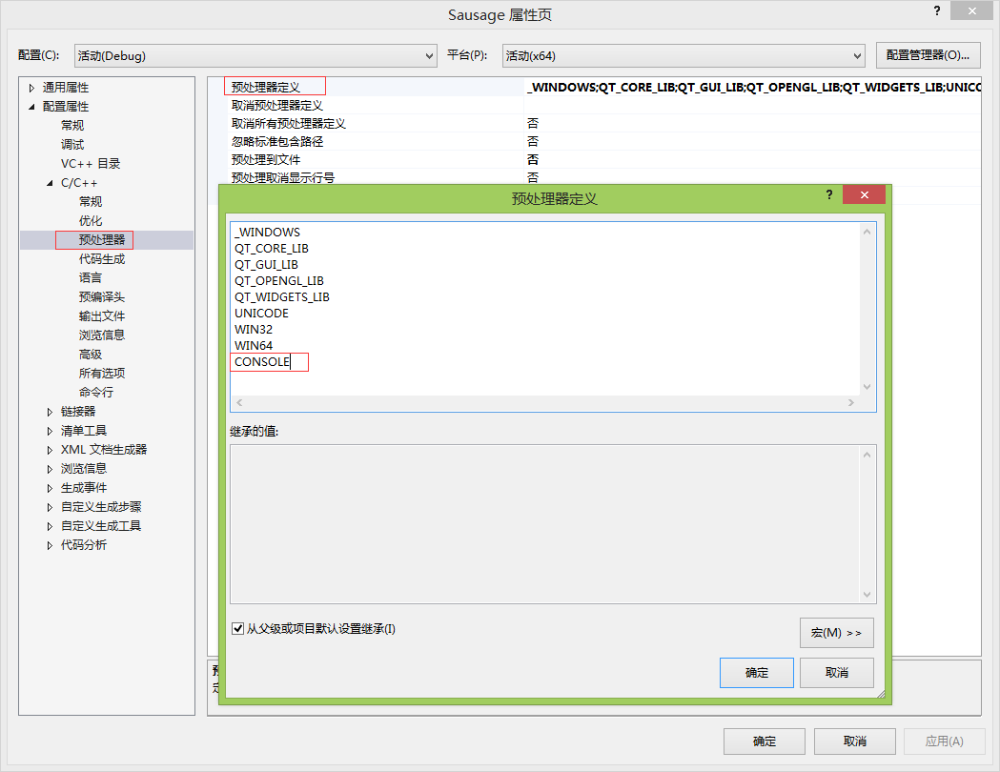 Sausage 属性页
?
配置(C):
活动(Debug)
平台(P):
活动(x64)
配置管理器(O)...
通用属性
配置属性
常规
调试
VC++ 目录
C/C++
常规
优化
预处理器
代码生成
语言
预编译头
输出文件
浏览信息
高级
所有选项
命令行
链接器
清单工具
XML 文档生成器
浏览信息
生成事件
自定义生成步骤
自定义生成工具
代码分析
预处理器定义 _WINDOWS;QT_CORE_LIB;QT_GUI_LIB;QT_OPENGL_LIB;QT_WIDGETS_LIB;UNICO
取消预处理器定义
取消所有预处理器定义 否
忽略标准包含路径 否
预处理到文件 否
预处理取消显示行号 否
预处理器定义
?
_WINDOWS
QT_CORE_LIB
QT_GUI_LIB
QT_OPENGL_LIB
QT_WIDGETS_LIB
UNICODE
WIN32
WIN64
CONSOLE
继承的值:
从父级或项目默认设置继承(I)
宏(M) >>
确定
取消
确定
取消
应用(A)